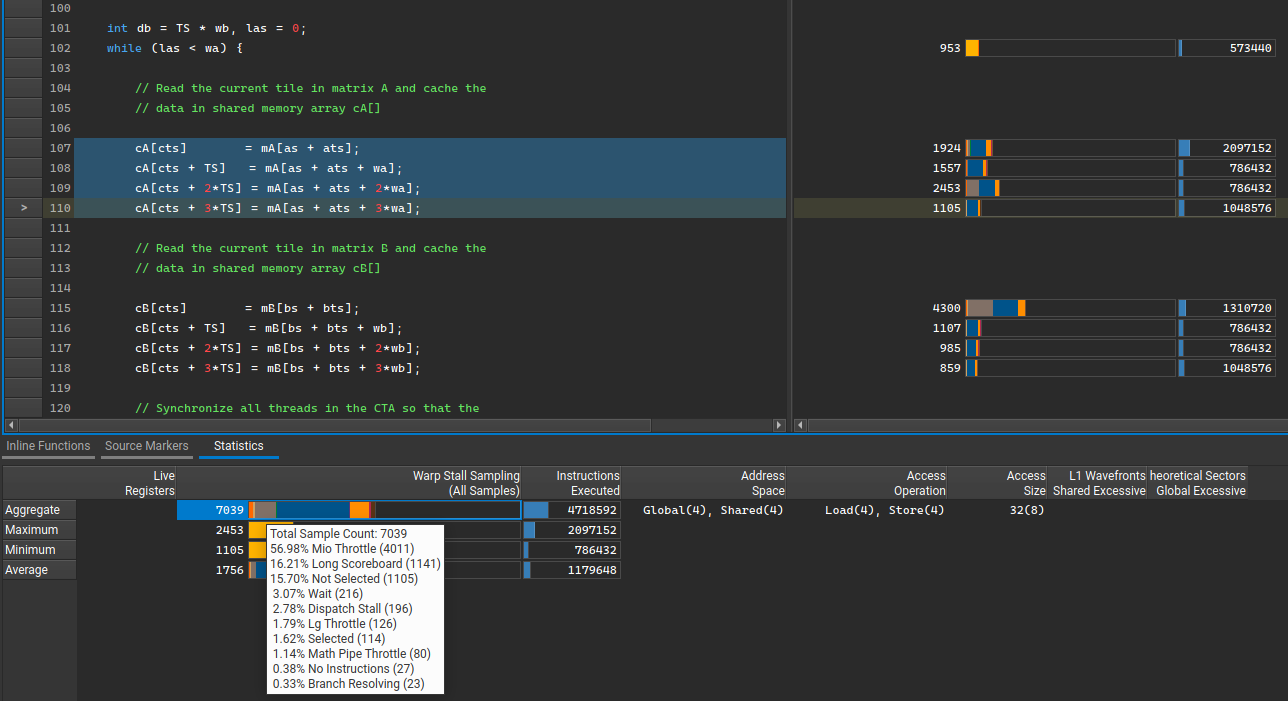 100
101 int db = TS * wb, las = 0; 
102 while (las < wa) { 953 573440
103
104 // Read the current tile in matrix A and cache the
105 // data in shared memory array cA[]
106
107 cA[cts] = mA[as + ats]; 1924 2097152
108 cA[cts + TS] = mA[as + ats + wa]; 1557 786432
109 cA[cts + 2*TS] = mA[as + ats + 2*wa]; 2453 786432
> 110 cA[cts + 3*TS] = mA[as + ats + 3*wa]; 1105 1048576
111
112 // Read the current tile in matrix B and cache the
113 // data in shared memory array cB[]
114
115 cB[cts] = mB[bs + bts]; 4300 1310720
116 cB[cts + TS] = mB[bs + bts + wb]; 1107 786432
117 cB[cts + 2*TS] = mB[bs + bts + 2*wb]; 985 786432
118 cB[cts + 3*TS] = mB[bs + bts + 3*wb]; 859 1048576
119
120 // Synchronize all threads in the CTA so that the
Inline Functions Source Markers Statistics
Live Warp Stall Sampling Instructions Address Access Access L1 Wavefronts heoretical Sectors
Registers (All Samples) Executed Space Operation Size Shared Excessive Global Excessive
Aggregate 7039 4718592 Global(4), Shared(4) Load(4), Store(4) 32(8)
Maximum 2453 2097152
Minimum 1105 786432
Average 1756 1179648
Total Sample Count: 7039
56.98% Mio Throttle (4011)
16.21% Long Scoreboard (1141)
15.70% Not Selected (1105)
3.07% Wait (216)
2.78% Dispatch Stall (196)
1.79% Lg Throttle (126)
1.62% Selected (114)
1.14% Math Pipe Throttle (80)
0.38% No Instructions (27)
0.33% Branch Resolving (23)